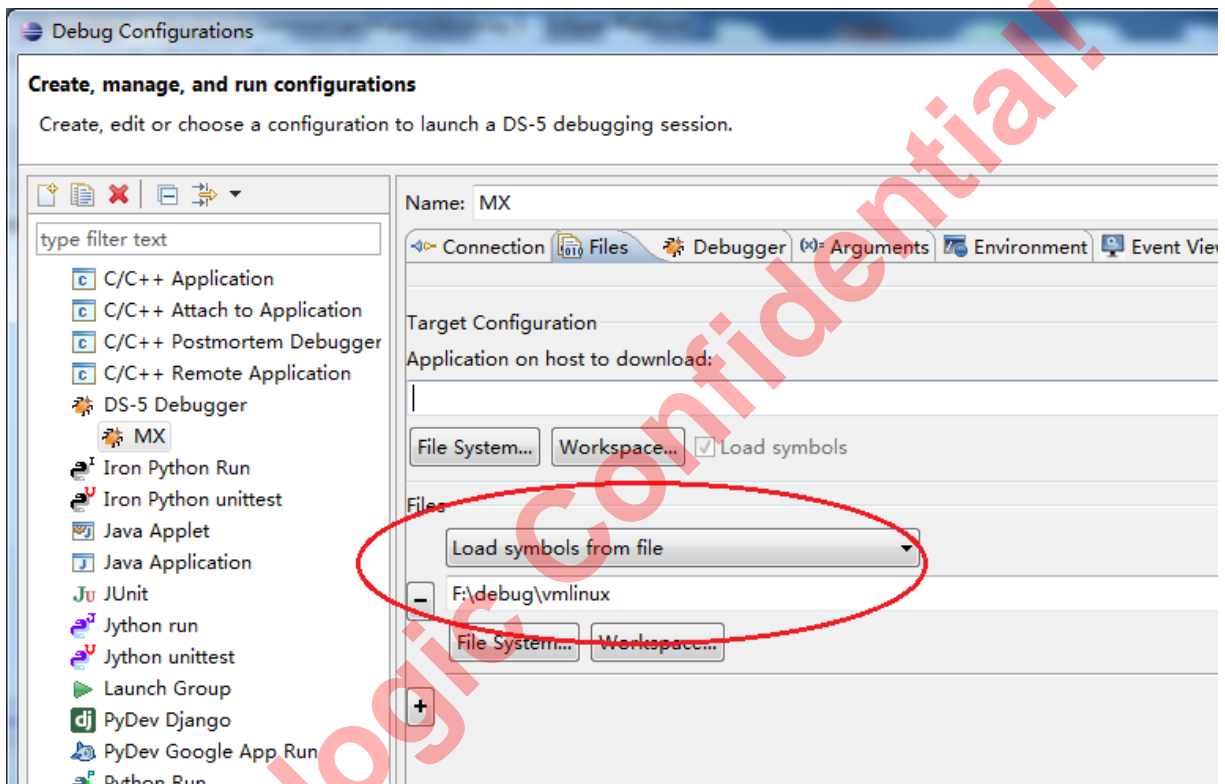 Debug Configurations
Create, manage, and run configurations
Create, edit or choose a configuration to launch a DS-5 debugging session.
type filter text
C/C++ Application
C/C++ Attach to Application
C/C++ Postmortem Debugger
C/C++ Remote Application
DS-5 Debugger
MX
Iron Python Run
Iron Python unittest
Java Applet
Java Application
JUnit
Jython run
Jython unittest
Launch Group
PyDev Django
PyDev Google App Run
Python Run
Name: MX
Connection Files Debugger Arguments Environment Event Vie
Target Configuration
Application on host to download:
File System... Workspace... Load symbols
Files
Load symbols from file
F:\debug\vmlinux
File System... Workspace...
logic Confidential!